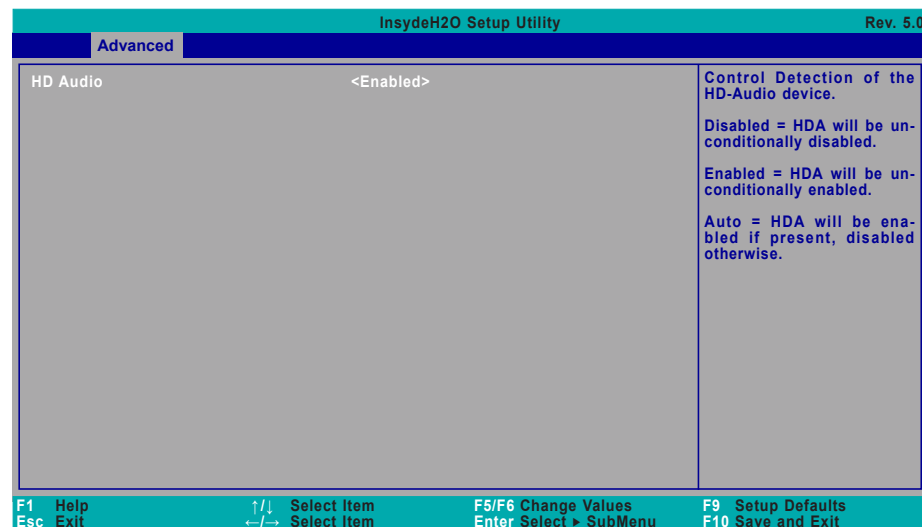 InsydeH2O Setup Utility Rev. 5.0
Advanced
HD Audio <Enabled>
Control Detection of the
HD-Audio device.
Disabled = HDA will be un-
conditionally disabled.
Enabled = HDA will be un-
conditionally enabled.
Auto = HDA will be ena-
bled if present, disabled
otherwise.
F1 Help ↑/↓ Select Item F5/F6 Change Values F9 Setup Defaults
Esc Exit ←/→ Select Item Enter Select ▸ SubMenu F10 Save and Exit